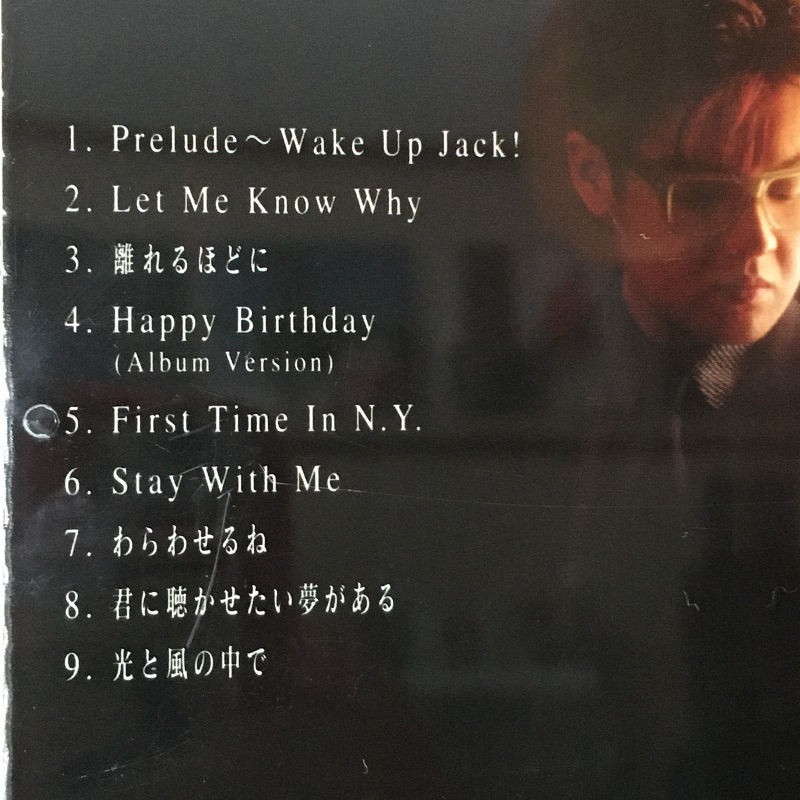 1. Prelude～Wake Up Jack!
2. Let Me Know Why
3. 離れるほどに
4. Happy Birthday
(Album Version)
5. First Time In N.Y.
6. Stay With Me
7. わらわせるね
8. 君に聴かせたい夢がある
9. 光と風の中で